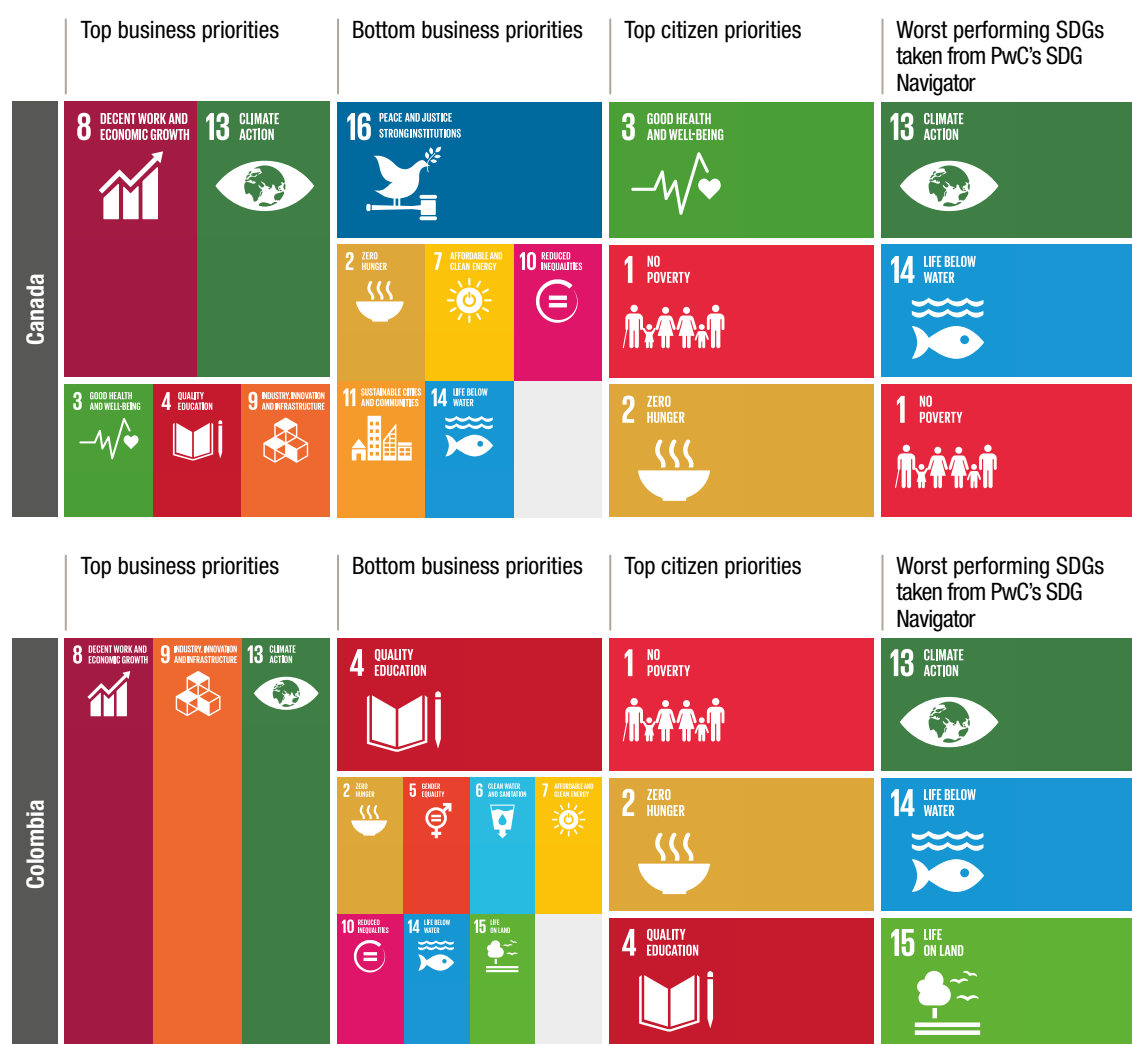 Top business priorities
Bottom business priorities
Top citizen priorities
Worst performing SDGs
taken from PwC's SDG
Navigator
Canada
8 DECENT WORK AND
ECONOMIC GROWTH
13 CLIMATE
ACTION
16 PEACE AND JUSTICE
STRONG INSTITUTIONS
3 GOOD HEALTH
AND WELL-BEING
13 CLIMATE
ACTION
2 ZERO
HUNGER
7 AFFORDABLE AND
CLEAN ENERGY
10 REDUCED
INEQUALITIES
1 NO
POVERTY
14 LIFE BELOW
WATER
3 GOOD HEALTH
AND WELL-BEING
4 QUALITY
EDUCATION
9 INDUSTRY, INNOVATION
AND INFRASTRUCTURE
11 SUSTAINABLE CITIES
AND COMMUNITIES
14 LIFE BELOW
WATER
2 ZERO
HUNGER
1 NO
POVERTY
Top business priorities
Bottom business priorities
Top citizen priorities
Worst performing SDGs
taken from PwC's SDG
Navigator
Colombia
8 DECENT WORK AND
ECONOMIC GROWTH
9 INDUSTRY, INNOVATION
AND INFRASTRUCTURE
13 CLIMATE
ACTION
4 QUALITY
EDUCATION
1 NO
POVERTY
13 CLIMATE
ACTION
2 ZERO
HUNGER
5 GENDER
EQUALITY
6 CLEAN WATER
AND SANITATION
7 AFFORDABLE AND
CLEAN ENERGY
2 ZERO
HUNGER
14 LIFE BELOW
WATER
10 REDUCED
INEQUALITIES
14 LIFE BELOW
WATER
15 LIFE
ON LAND
4 QUALITY
EDUCATION
15 LIFE
ON LAND